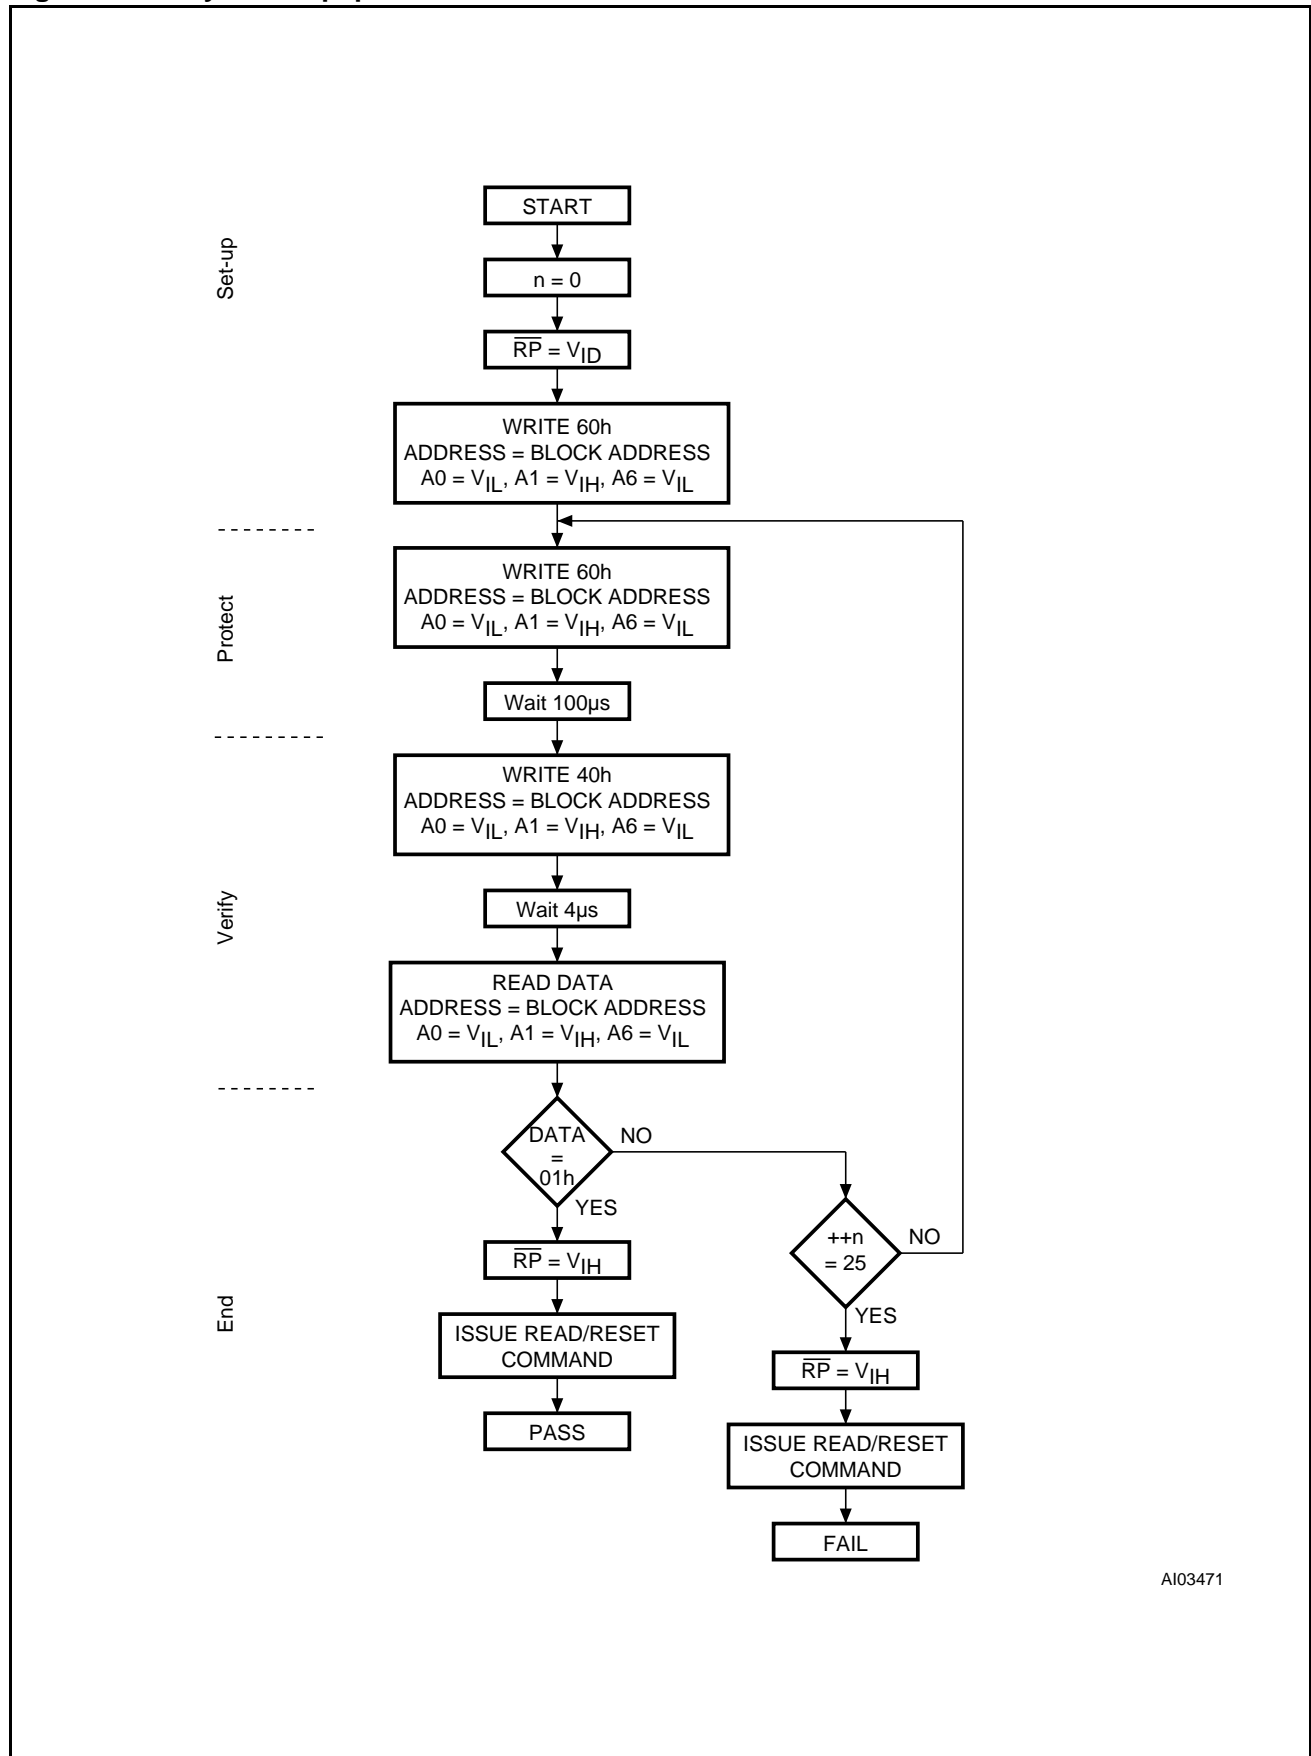 Set-up
START
n = 0
RP = VID
WRITE 60h
ADDRESS = BLOCK ADDRESS
A0 = VIL, A1 = VIH, A6 = VIL
Protect
WRITE 60h
ADDRESS = BLOCK ADDRESS
A0 = VIL, A1 = VIH, A6 = VIL
Wait 100µs
Verify
WRITE 40h
ADDRESS = BLOCK ADDRESS
A0 = VIL, A1 = VIH, A6 = VIL
Wait 4µs
READ DATA
ADDRESS = BLOCK ADDRESS
A0 = VIL, A1 = VIH, A6 = VIL
End
DATA
=
01h
NO
YES
RP = VIH
ISSUE READ/RESET
COMMAND
PASS
++n
= 25
NO
YES
RP = VIH
ISSUE READ/RESET
COMMAND
FAIL
AI03471